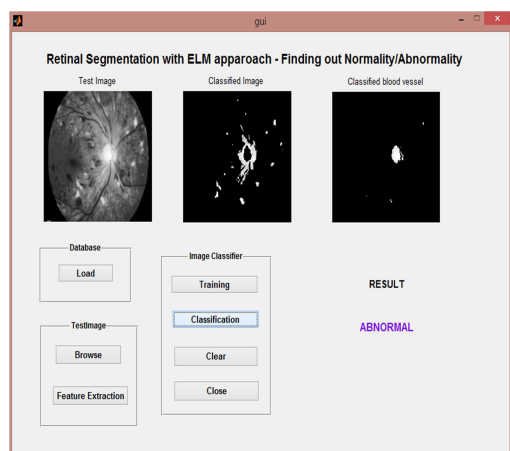 gui
Retinal Segmentation with ELM apparoach - Finding out Normality/Abnormality
Test Image
Classified Image
Classified blood vessel
Database
Load
TestImage
Browse
Feature Extraction
Image Classifier
Training
Classification
Clear
Close
RESULT
ABNORMAL